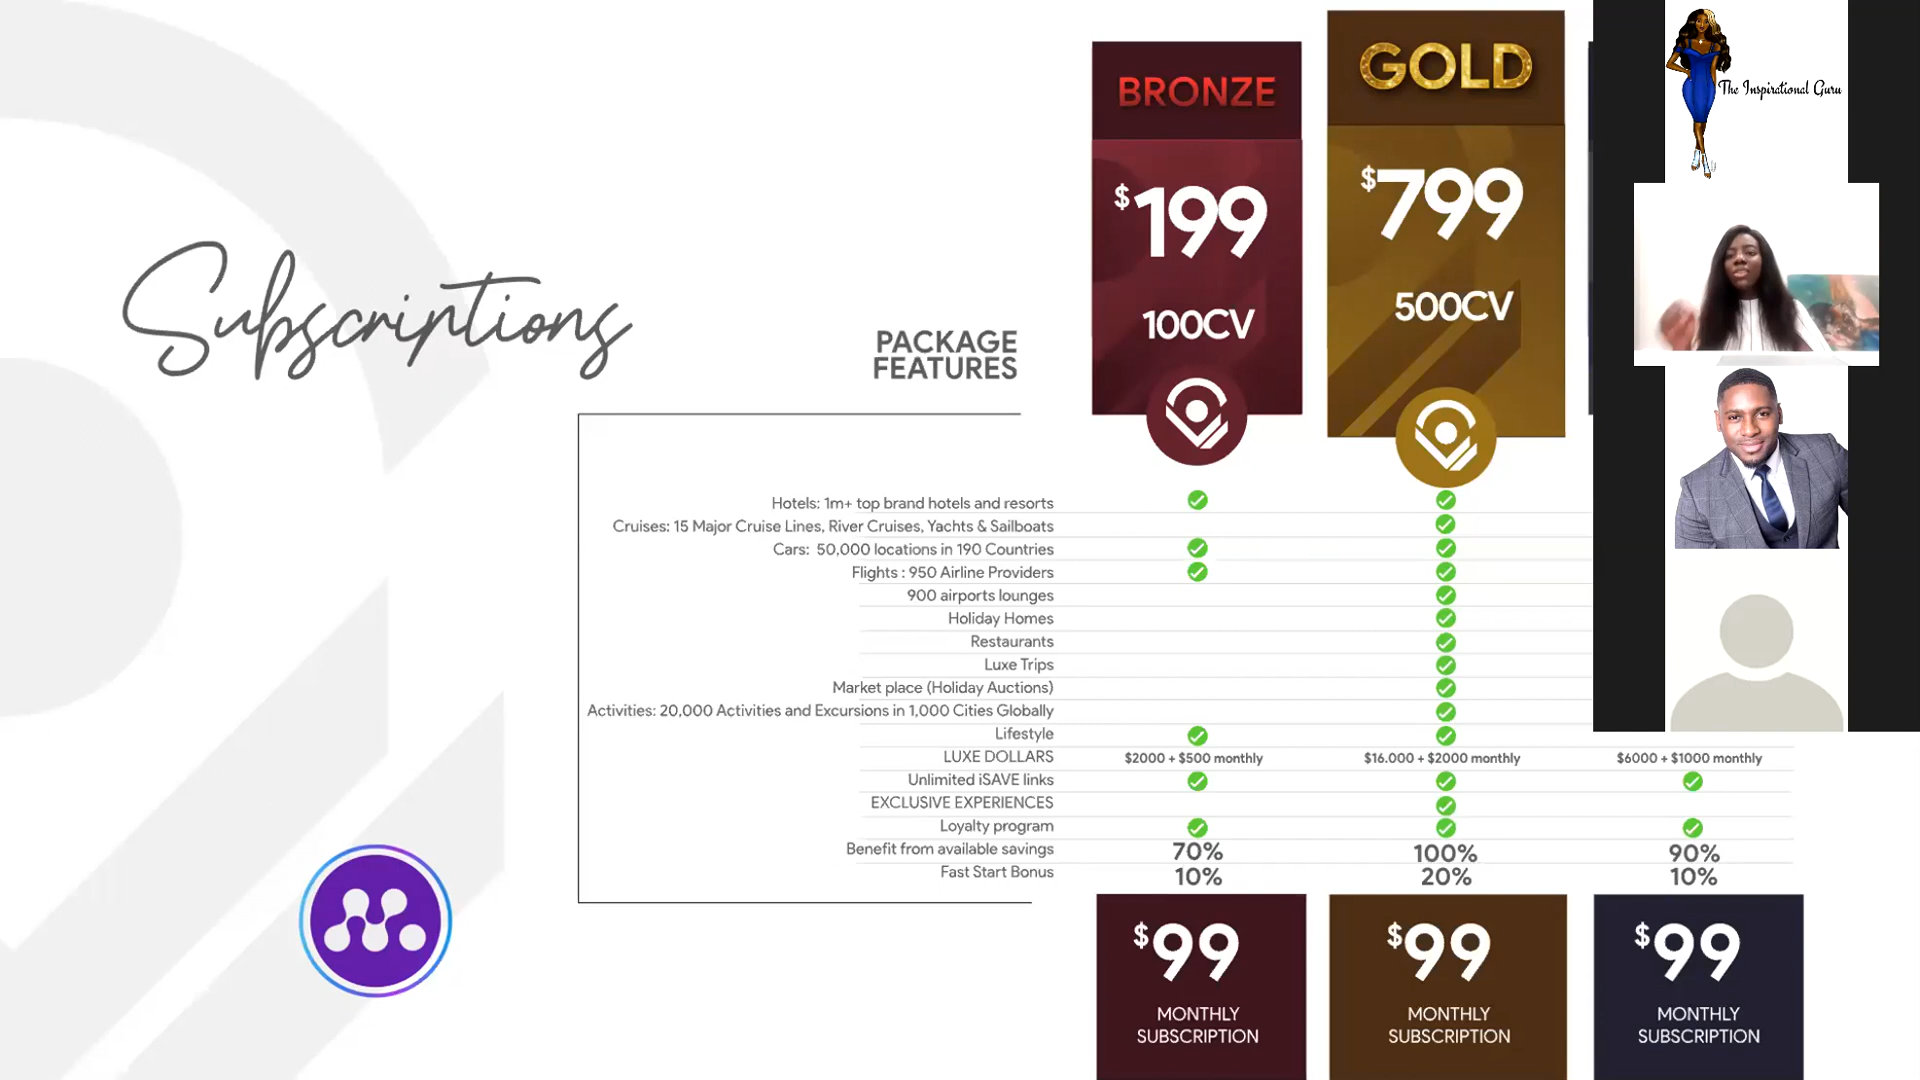 Subscriptions
PACKAGE
FEATURES
BRONZE
$199
100CV
GOLD
$799
500CV
The Inspirational Guru
Hotels: 1m+ top brand hotels and resorts
Cruises: 15 Major Cruise Lines, River Cruises, Yachts & Sailboats
Cars: 50,000 locations in 190 Countries
Flights : 950 Airline Providers
900 airports lounges
Holiday Homes
Restaurants
Luxe Trips
Market place (Holiday Auctions)
Activities: 20,000 Activities and Excursions in 1,000 Cities Globally
Lifestyle
LUXE DOLLARS $2000 + $500 monthly $16.000 + $2000 monthly $6000 + $1000 monthly
Unlimited iSAVE links
EXCLUSIVE EXPERIENCES
Loyalty program
Benefit from available savings 70% 100% 90%
Fast Start Bonus 10% 20% 10%
$99
MONTHLY
SUBSCRIPTION
$99
MONTHLY
SUBSCRIPTION
$99
MONTHLY
SUBSCRIPTION